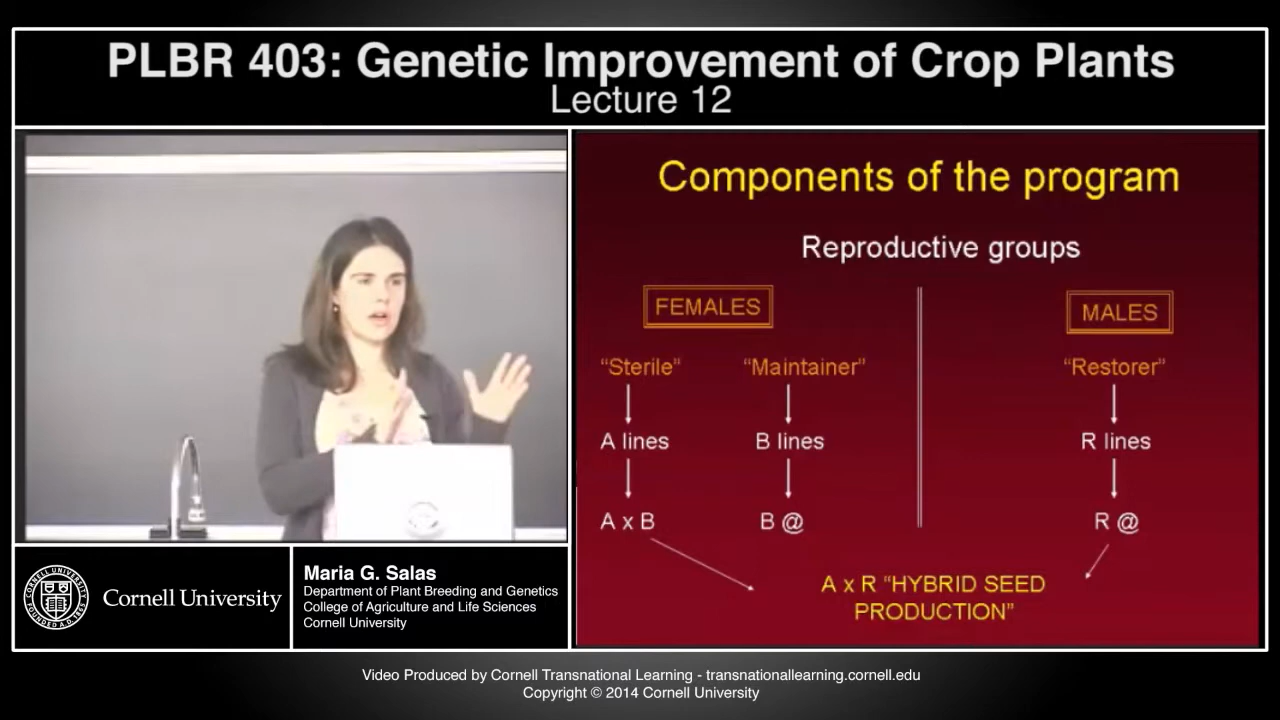 PLBR 403: Genetic Improvement of Crop Plants
Lecture 12
Components of the program
Reproductive groups
FEMALES
MALES
“Sterile” “Maintainer” “Restorer”
A lines B lines R lines
A x B B @ R @
A x R “HYBRID SEED
PRODUCTION”
Cornell University
Maria G. Salas
Department of Plant Breeding and Genetics
College of Agriculture and Life Sciences
Cornell University
Video Produced by Cornell Transnational Learning - transnationallearning.cornell.edu
Copyright © 2014 Cornell University